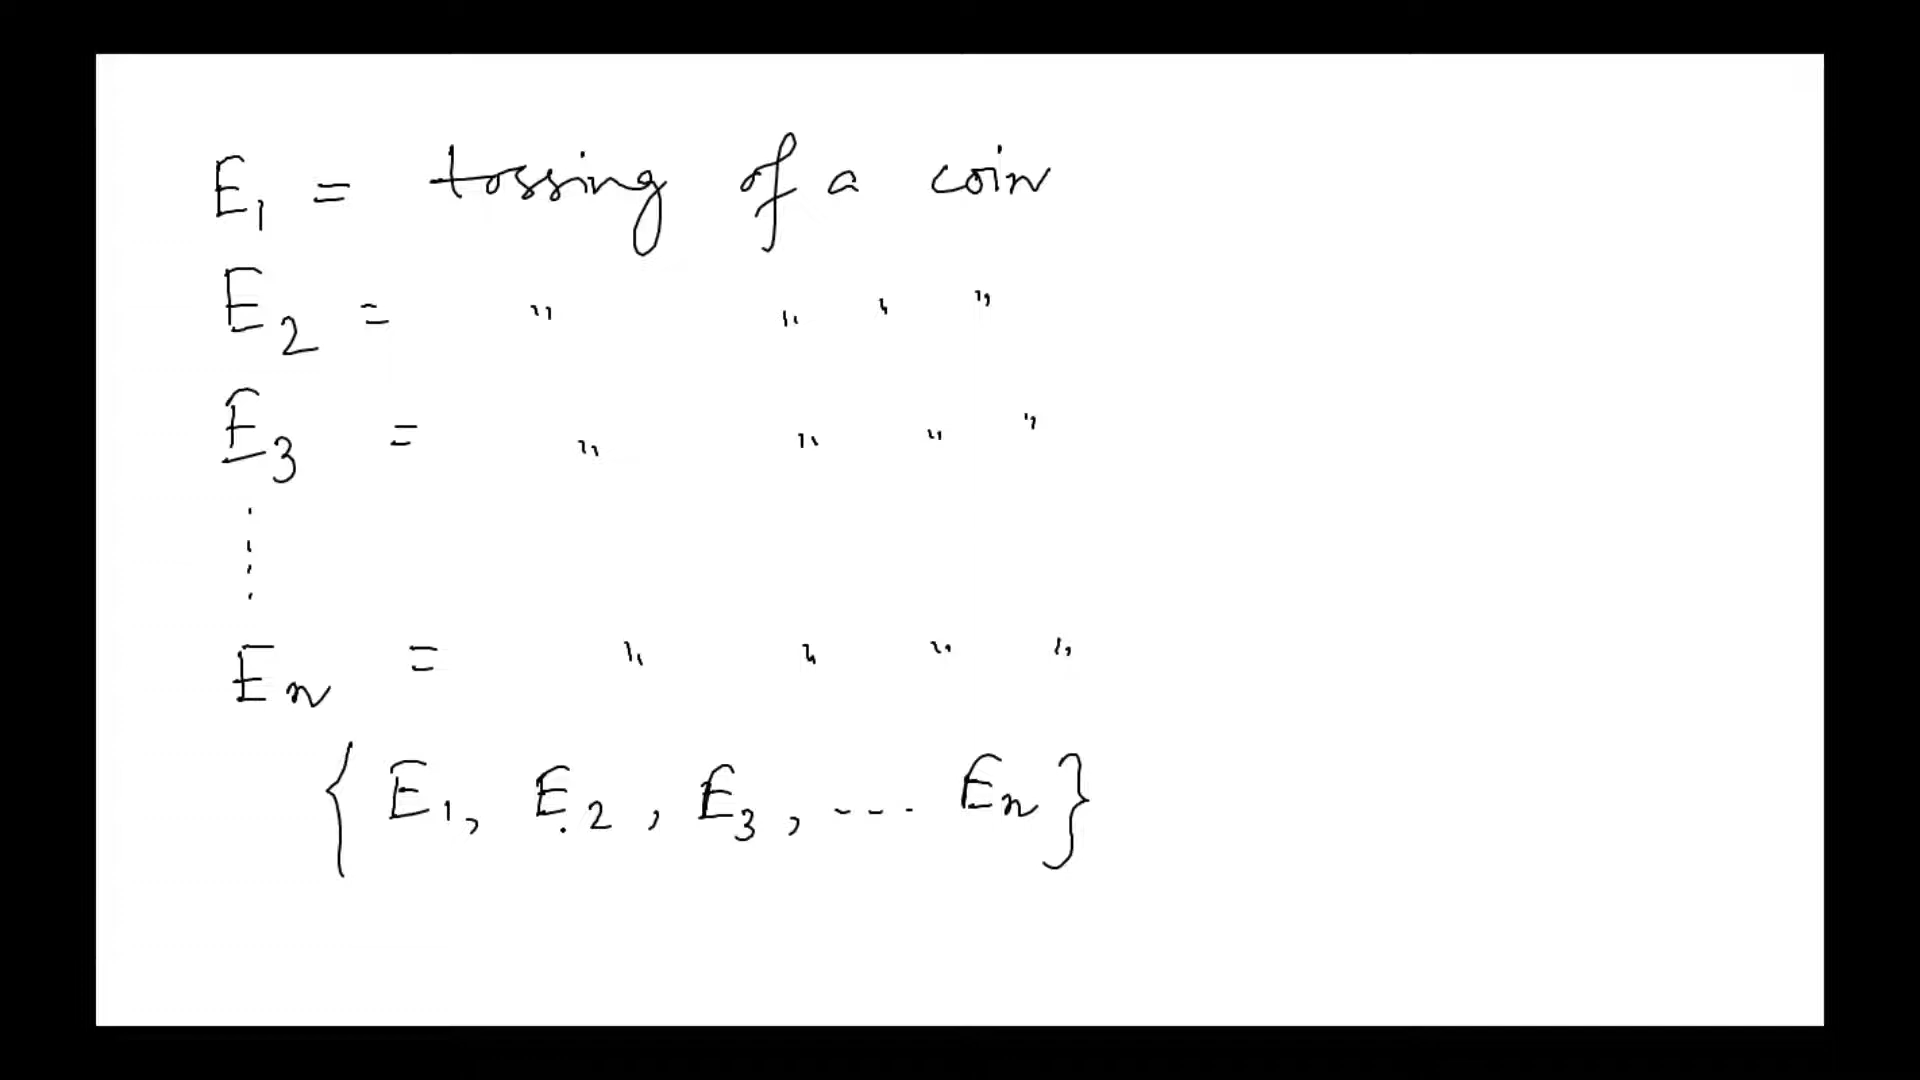 E1 = tossing of a coin
E2 = " " " "
E3 = " " " "
⋮
En = " " " "
{ E1, E2, E3, ... En }